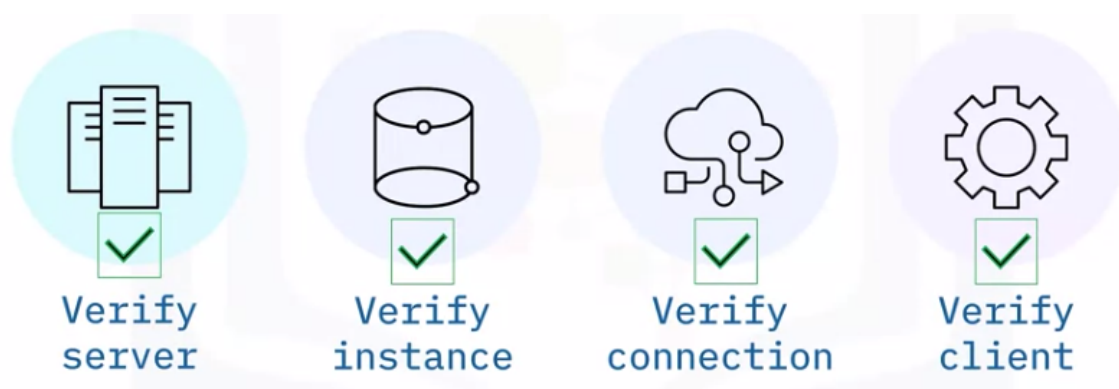 Verify
server
Verify
instance
Verify
connection
Verify
client